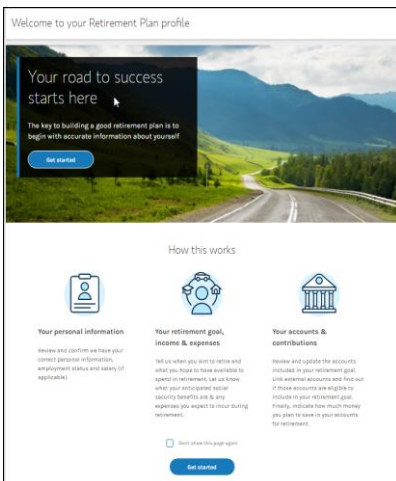 Welcome to your Retirement Plan profile
Your road to success
starts here
The key to building a good retirement plan is to
begin with accurate information about yourself
Get started
How this works
Your personal information
Review and confirm we have your
correct personal information,
employment status and salary (if
applicable)
Your retirement goal,
income & expenses
Tell us when you aim to retire and
what you hope to have available to
spend in retirement. Let us know
what your anticipated social
security benefits are & any
expenses you expect to incur during
retirement.
Your accounts &
contributions
Review and update the accounts
included in your retirement goal.
Link external accounts and find out
if those accounts are eligible to
include in your retirement goal.
Finally, indicate how much money
you plan to save in your accounts
for retirement.
Don't show this page again
Get started